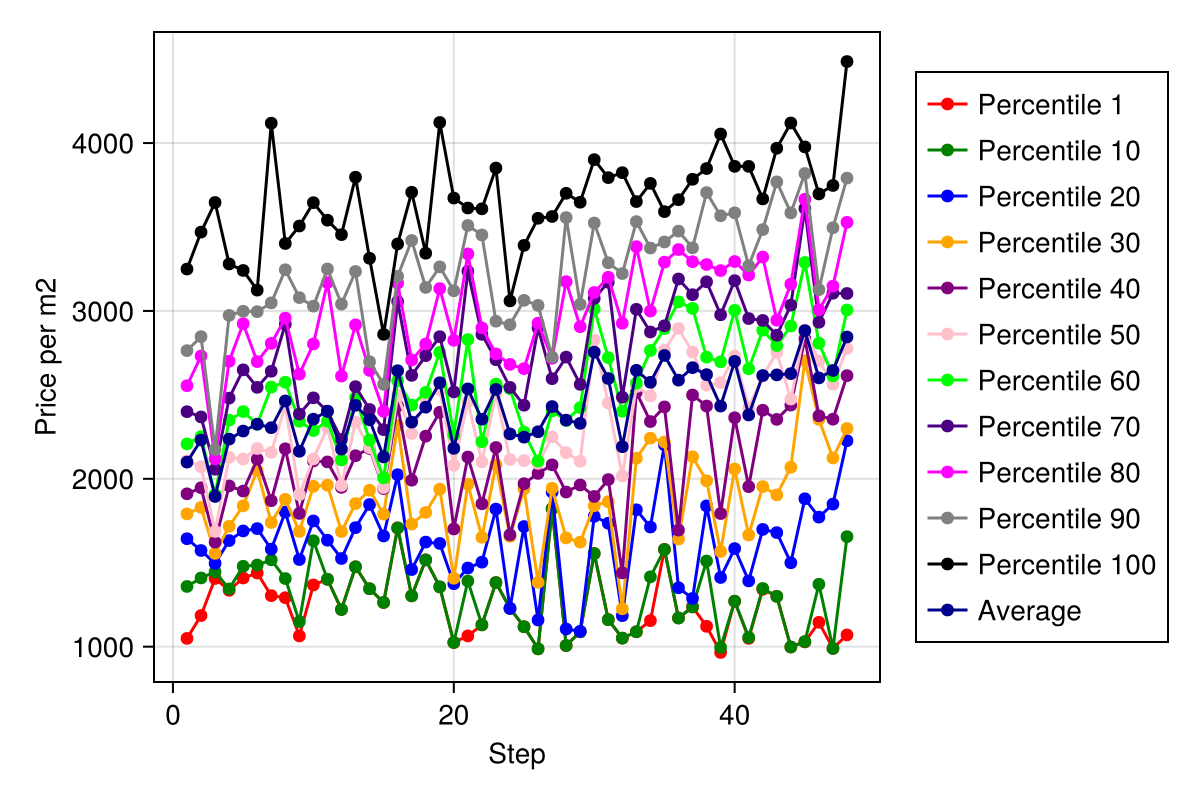 4000
3000
2000
1000
Price per m2
0
20
40
Step
Percentile 1
Percentile 10
Percentile 20
Percentile 30
Percentile 40
Percentile 50
Percentile 60
Percentile 70
Percentile 80
Percentile 90
Percentile 100
Average